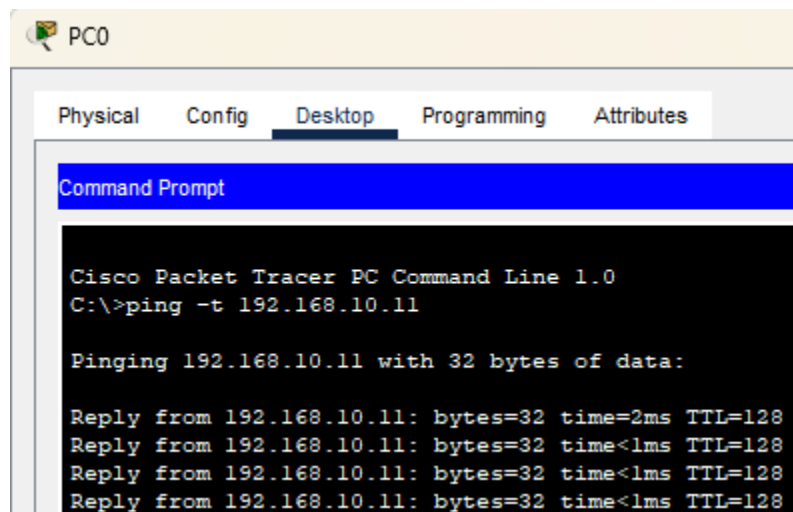 PC0
Physical Config Desktop Programming Attributes
Command Prompt
Cisco Packet Tracer PC Command Line 1.0
C:\>ping -t 192.168.10.11
Pinging 192.168.10.11 with 32 bytes of data:
Reply from 192.168.10.11: bytes=32 time=2ms TTL=128
Reply from 192.168.10.11: bytes=32 time<1ms TTL=128
Reply from 192.168.10.11: bytes=32 time<1ms TTL=128
Reply from 192.168.10.11: bytes=32 time<1ms TTL=128